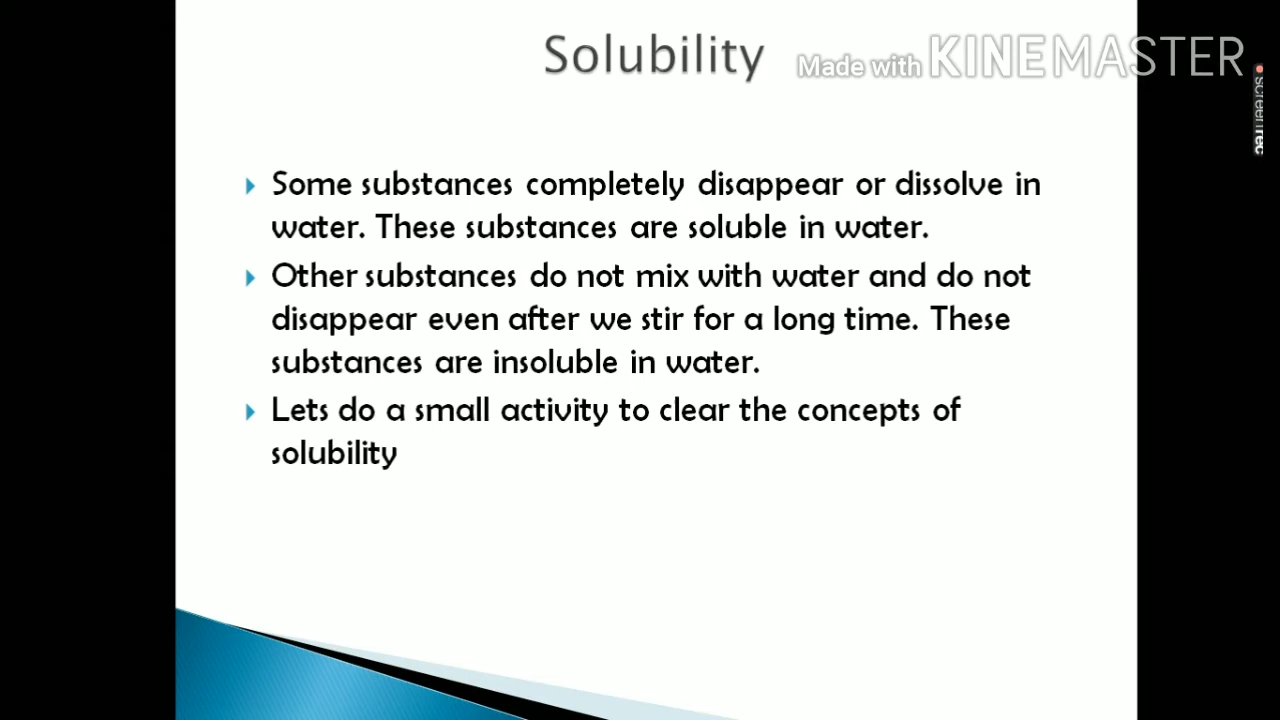 Solubility
Made with KINEMASTER
screenrec
Some substances completely disappear or dissolve in
water. These substances are soluble in water.
Other substances do not mix with water and do not
disappear even after we stir for a long time. These
substances are insoluble in water.
Lets do a small activity to clear the concepts of
solubility